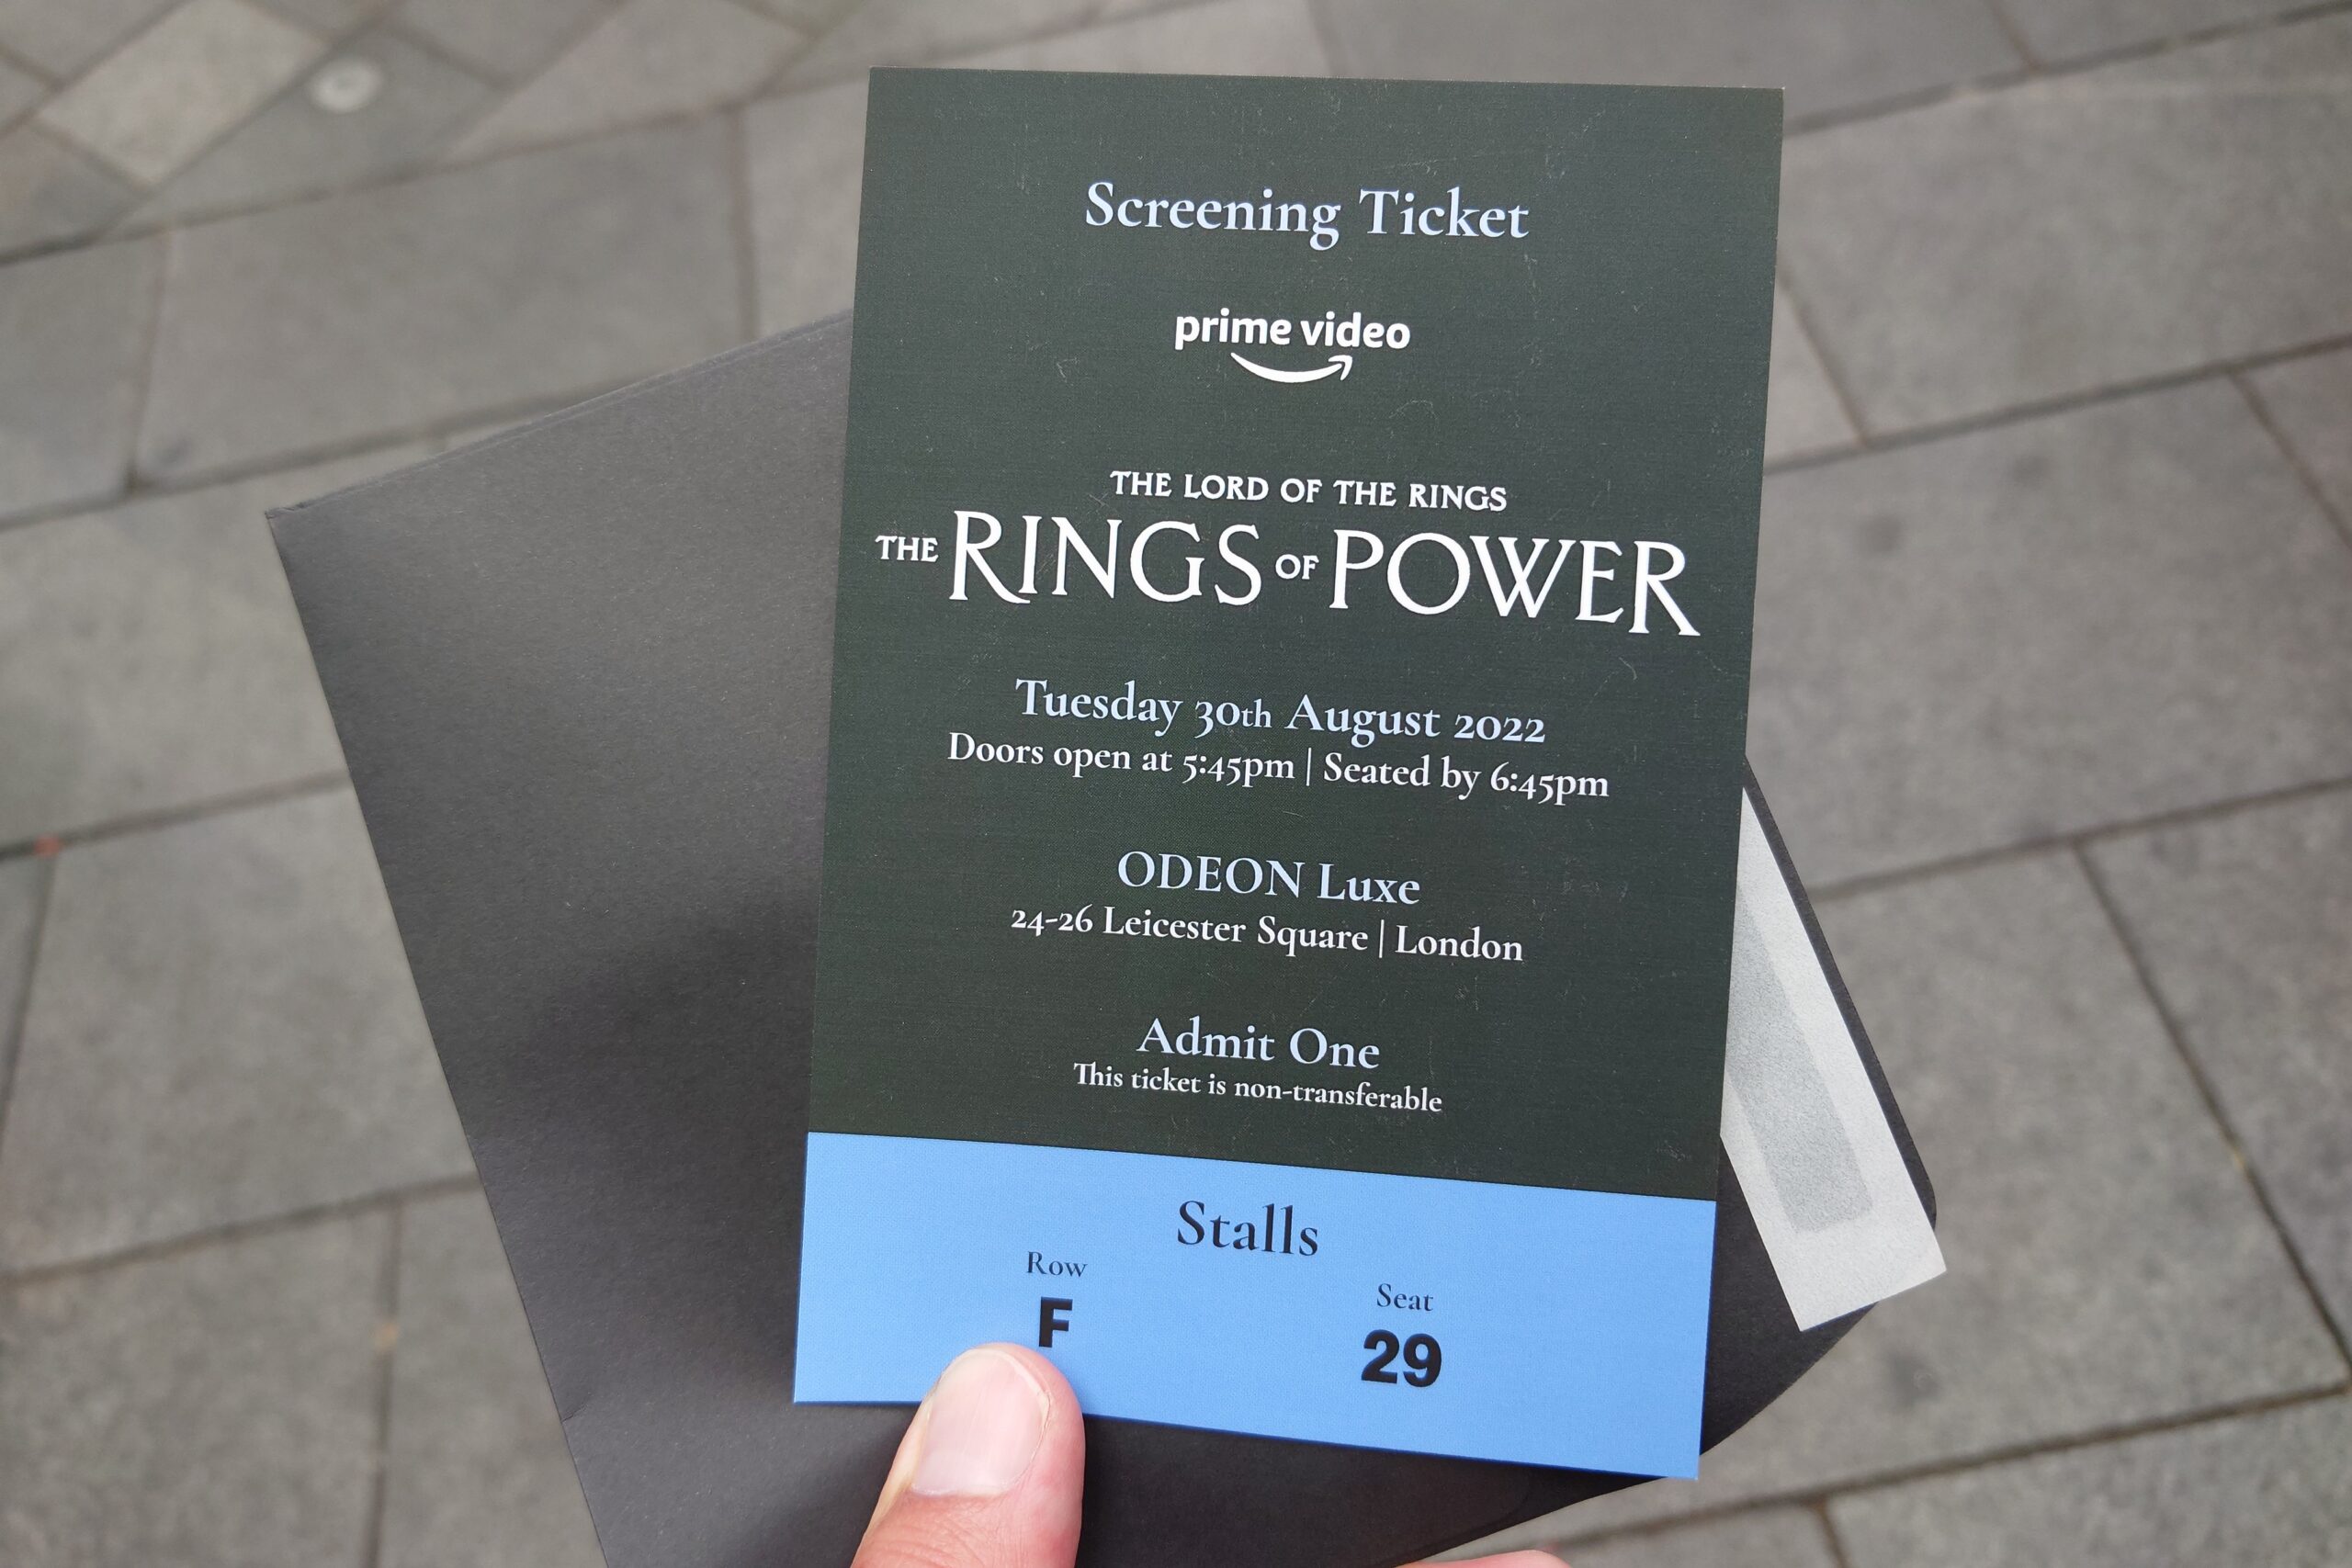 Screening Ticket
prime video
THE LORD OF THE RINGS
THE RINGS OF POWER
Tuesday 30th August 2022
Doors open at 5:45pm | Seated by 6:45pm
ODEON Luxe
24-26 Leicester Square | London
Admit One
This ticket is non-transferable
Stalls
Row
Seat
F
29